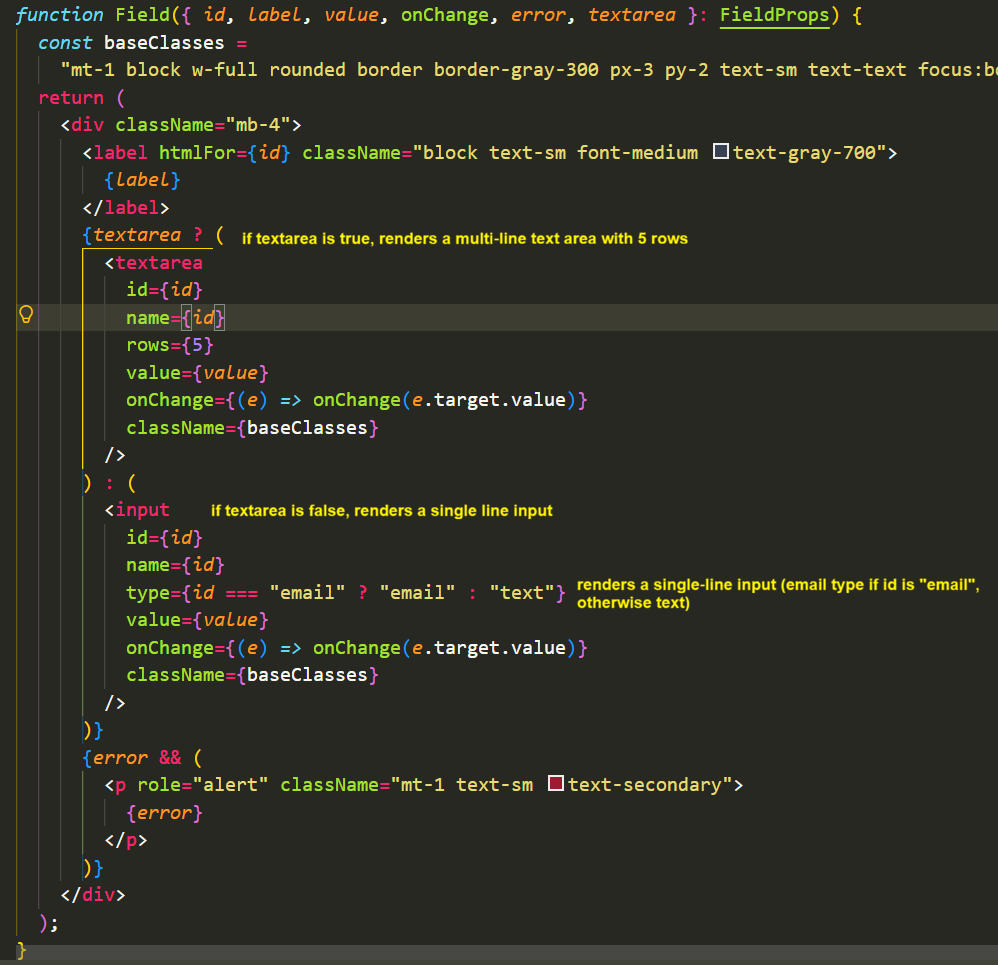 function Field({ id, label, value, onChange, error, textarea }: FieldProps) {
  const baseClasses =
    "mt-1 block w-full rounded border border-gray-300 px-3 py-2 text-sm text-text
  return (
    <div className="mb-4">
      <label htmlFor={id} className="block text-sm font-medium text-gray-700">
        {label}
      </label>
      {textarea ? ( if textarea is true, renders a multi-line text area with 5 rows
        <textarea
          id={id}
          name={id}
          rows={5}
          value={value}
          onChange={(e) => onChange(e.target.value)}
          className={baseClasses}
        />
      ) : (
        <input if textarea is false, renders a single line input
          id={id}
          name={id}
          type={id === "email" ? "email" : "text"} renders a single-line input (email type if id is "email",
otherwise text)
          value={value}
          onChange={(e) => onChange(e.target.value)}
          className={baseClasses}
        />
      )}
      {error && (
        <p role="alert" className="mt-1 text-sm text-secondary">
          {error}
        </p>
      )}
    </div>
  );
}